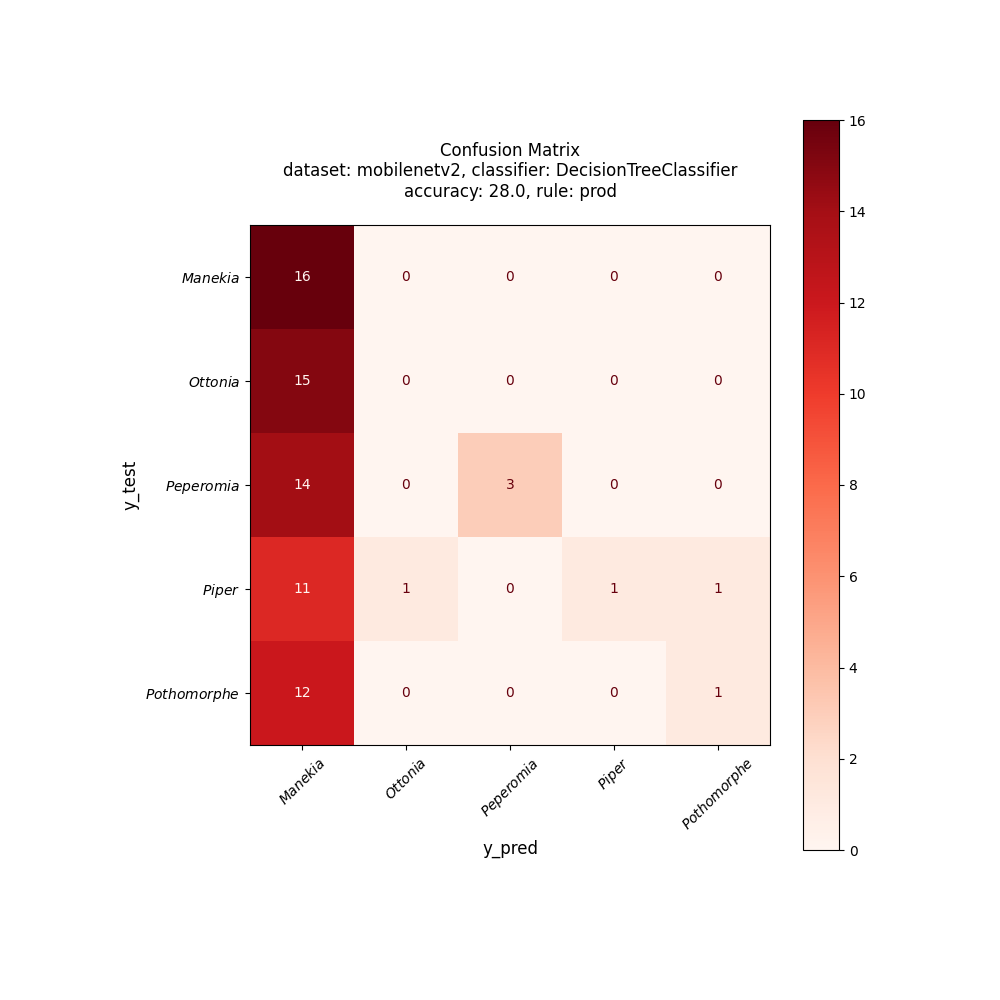 Confusion Matrix
dataset: mobilenetv2, classifier: DecisionTreeClassifier
accuracy: 28.0, rule: prod
y_test
Manekia 16 0 0 0 0
Ottonia 15 0 0 0 0
Peperomia 14 0 3 0 0
Piper 11 1 0 1 1
Pothomorphe 12 0 0 0 1
Manekia Ottonia Peperomia Piper Pothomorphe
y_pred
16
14
12
10
8
6
4
2
0